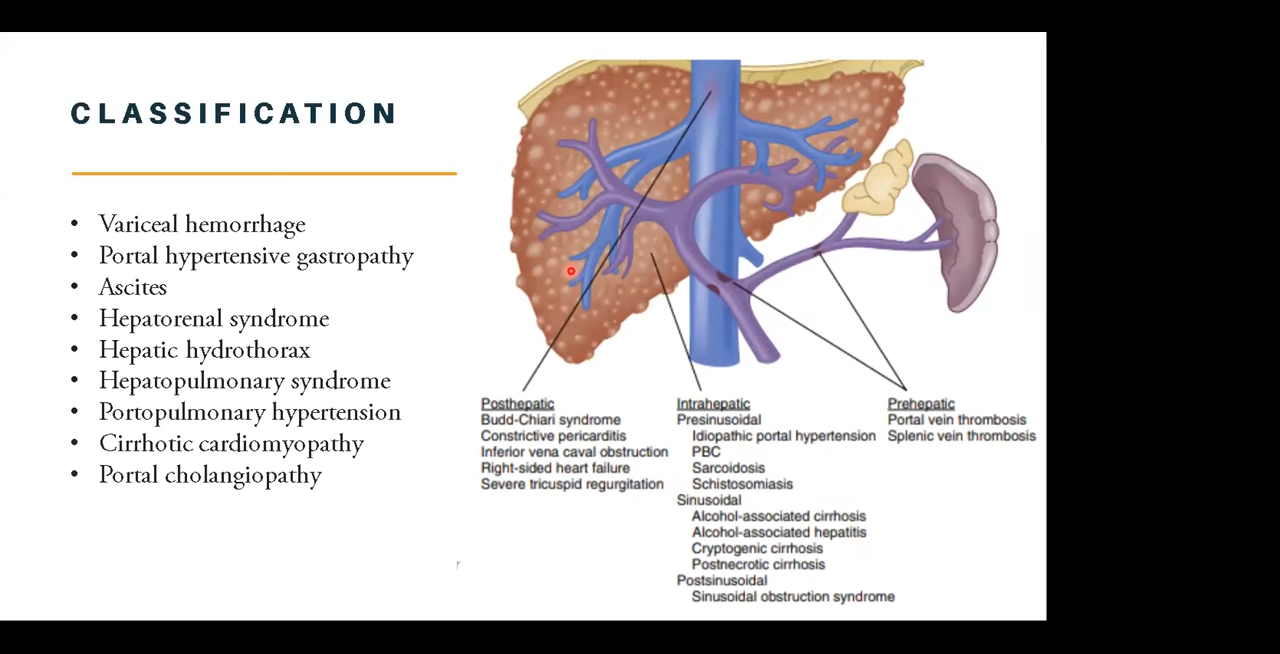 CLASSIFICATION
• Variceal hemorrhage
• Portal hypertensive gastropathy
• Ascites
• Hepatorenal syndrome
• Hepatic hydrothorax
• Hepatopulmonary syndrome
• Portopulmonary hypertension
• Cirrhotic cardiomyopathy
• Portal cholangiopathy
Posthepatic
Budd-Chiari syndrome
Constrictive pericarditis
Inferior vena caval obstruction
Right-sided heart failure
Severe tricuspid regurgitation
Intrahepatic
Presinusoidal
Idiopathic portal hypertension
PBC
Sarcoidosis
Schistosomiasis
Sinusoidal
Alcohol-associated cirrhosis
Alcohol-associated hepatitis
Cryptogenic cirrhosis
Postnecrotic cirrhosis
Postsinusoidal
Sinusoidal obstruction syndrome
Prehepatic
Portal vein thrombosis
Splenic vein thrombosis